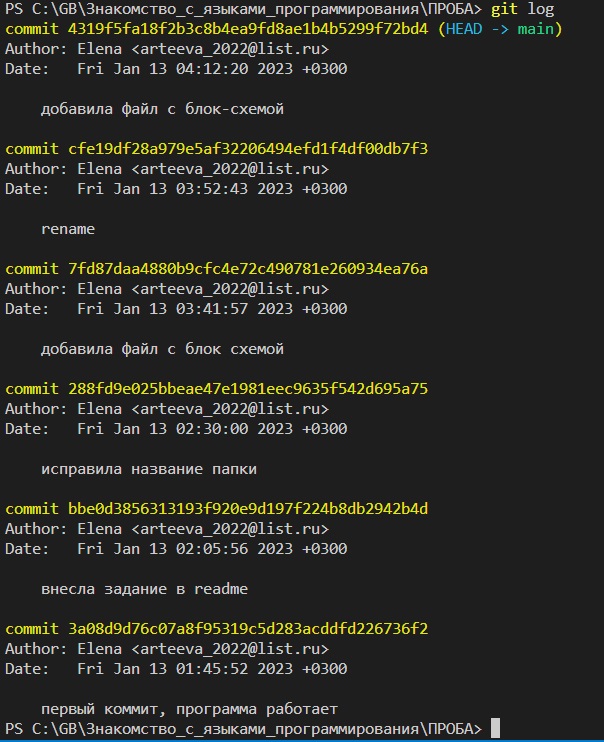 PS C:\GB\Знакомство_с_языками_программирования\ПРОБА> git log
commit 4319f5fa18f2b3c8b4ea9fd8ae1b4b5299f72bd4 (HEAD -> main)
Author: Elena <arteeva_2022@list.ru>
Date:   Fri Jan 13 04:12:20 2023 +0300

    добавила файл с блок-схемой

commit cfe19df28a979e5af32206494efd1f4df00db7f3
Author: Elena <arteeva_2022@list.ru>
Date:   Fri Jan 13 03:52:43 2023 +0300

    rename

commit 7fd87daa4880b9cfc4e72c490781e260934ea76a
Author: Elena <arteeva_2022@list.ru>
Date:   Fri Jan 13 03:41:57 2023 +0300

    добавила файл с блок схемой

commit 288fd9e025bbeae47e1981eec9635f542d695a75
Author: Elena <arteeva_2022@list.ru>
Date:   Fri Jan 13 02:30:00 2023 +0300

    исправила название папки

commit bbe0d3856313193f920e9d197f224b8db2942b4d
Author: Elena <arteeva_2022@list.ru>
Date:   Fri Jan 13 02:05:56 2023 +0300

    внесла задание в readme

commit 3a08d9d76c07a8f95319c5d283acddfd226736f2
Author: Elena <arteeva_2022@list.ru>
Date:   Fri Jan 13 01:45:52 2023 +0300

    первый коммит, программа работает
PS C:\GB\Знакомство_с_языками_программирования\ПРОБА>